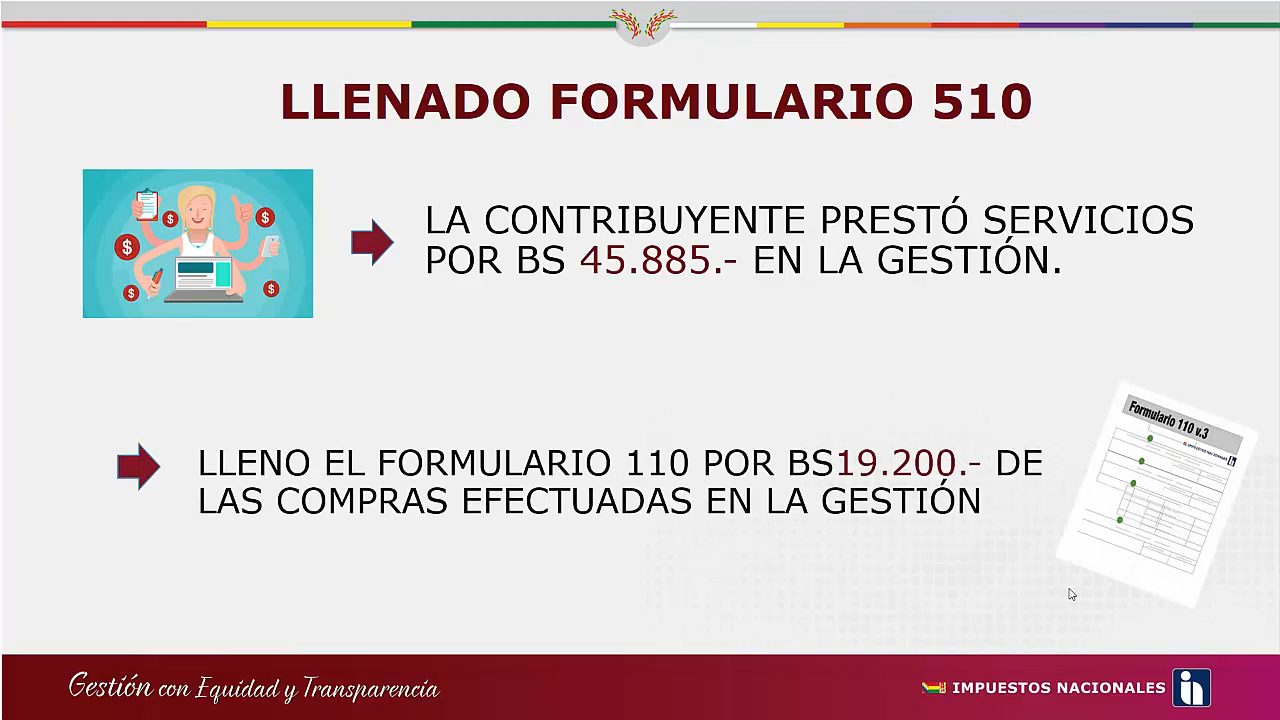 LLENADO FORMULARIO 510
LA CONTRIBUYENTE PRESTÓ SERVICIOS
POR BS 45.885.- EN LA GESTIÓN.
LLENO EL FORMULARIO 110 POR BS19.200.- DE
LAS COMPRAS EFECTUADAS EN LA GESTIÓN
Formulario 110 v.3
Gestión con Equidad y Transparencia
IMPUESTOS NACIONALES